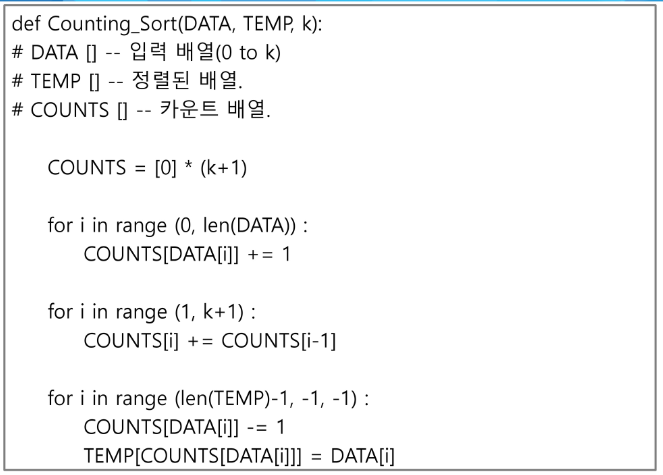 def Counting_Sort(DATA, TEMP, k):
# DATA [] -- 입력 배열(0 to k)
# TEMP [] -- 정렬된 배열.
# COUNTS [] -- 카운트 배열.
COUNTS = [0] * (k+1)
for i in range (0, len(DATA)) :
COUNTS[DATA[i]] += 1
for i in range (1, k+1) :
COUNTS[i] += COUNTS[i-1]
for i in range (len(TEMP)-1, -1, -1) :
COUNTS[DATA[i]] -= 1
TEMP[COUNTS[DATA[i]]] = DATA[i]